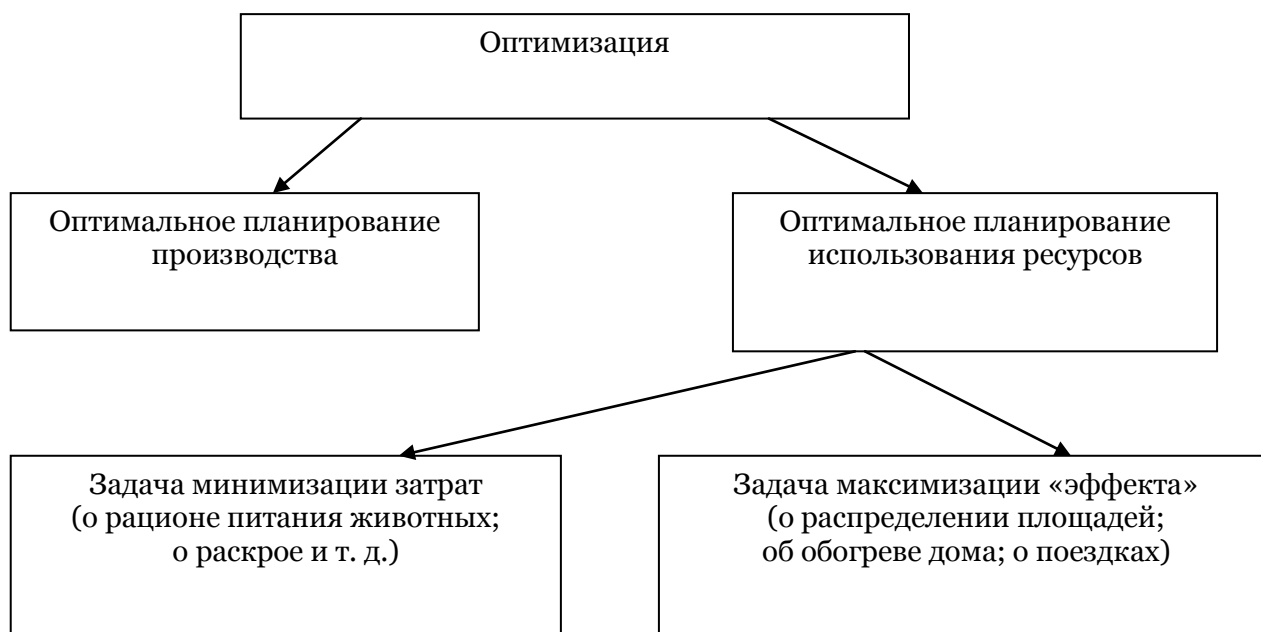 Оптимизация
Оптимальное планирование
производства
Оптимальное планирование
использования ресурсов
Задача минимизации затрат
(о рационе питания животных;
о раскрое и т. д.)
Задача максимизации «эффекта»
(о распределении площадей;
об обогреве дома; о поездках)